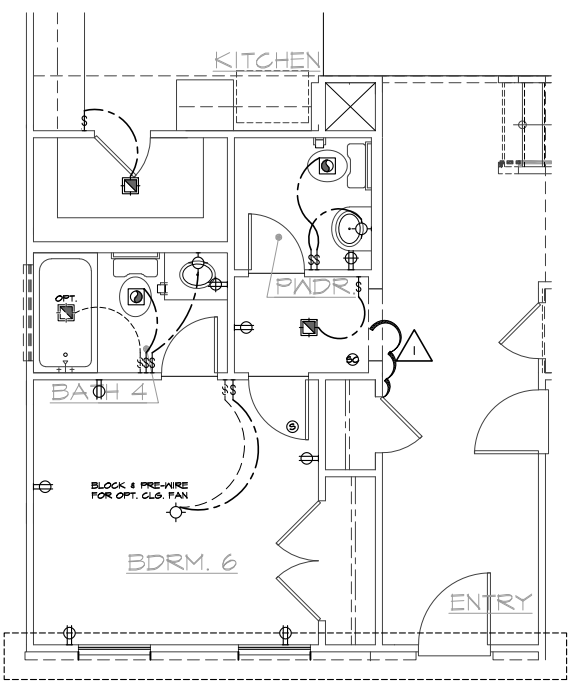 KITCHEN
PWDR.
OPT.
1
BATH 4
S
BLOCK & PRE-WIRE
FOR OPT. CLG. FAN
BDRM. 6
ENTRY